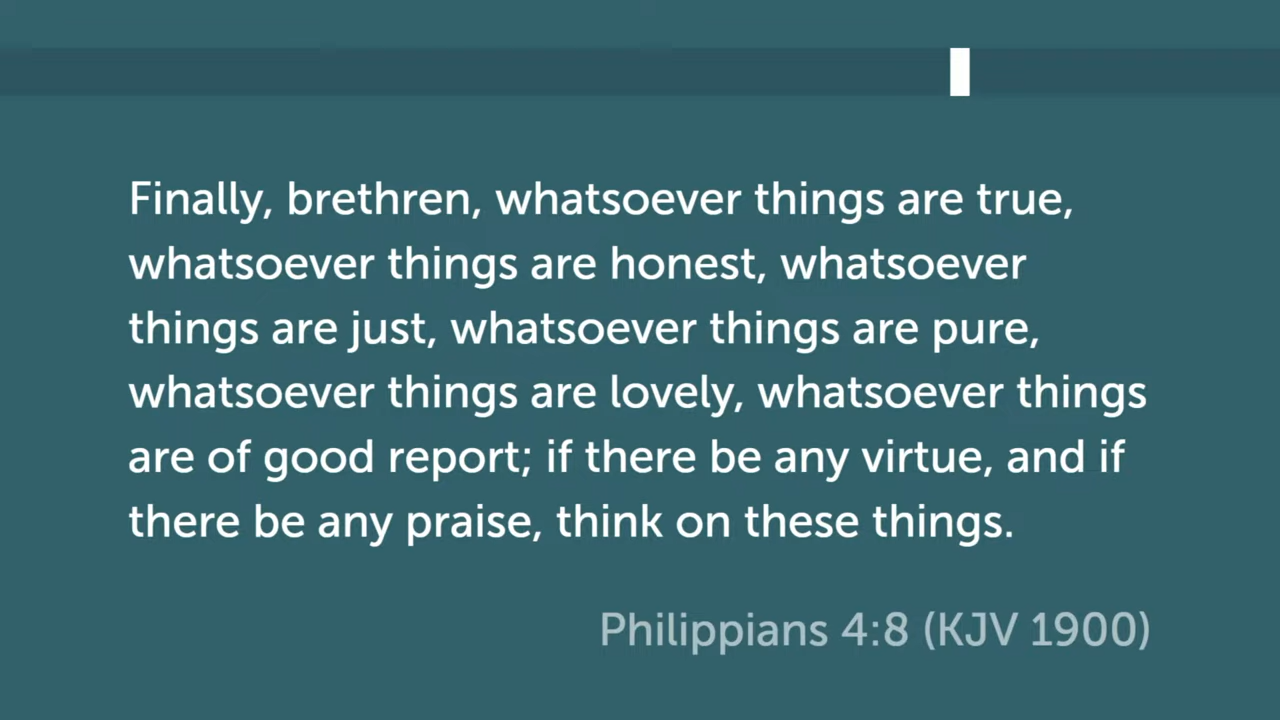 Finally, brethren, whatsoever things are true,
whatsoever things are honest, whatsoever
things are just, whatsoever things are pure,
whatsoever things are lovely, whatsoever things
are of good report; if there be any virtue, and if
there be any praise, think on these things.
Philippians 4:8 (KJV 1900)